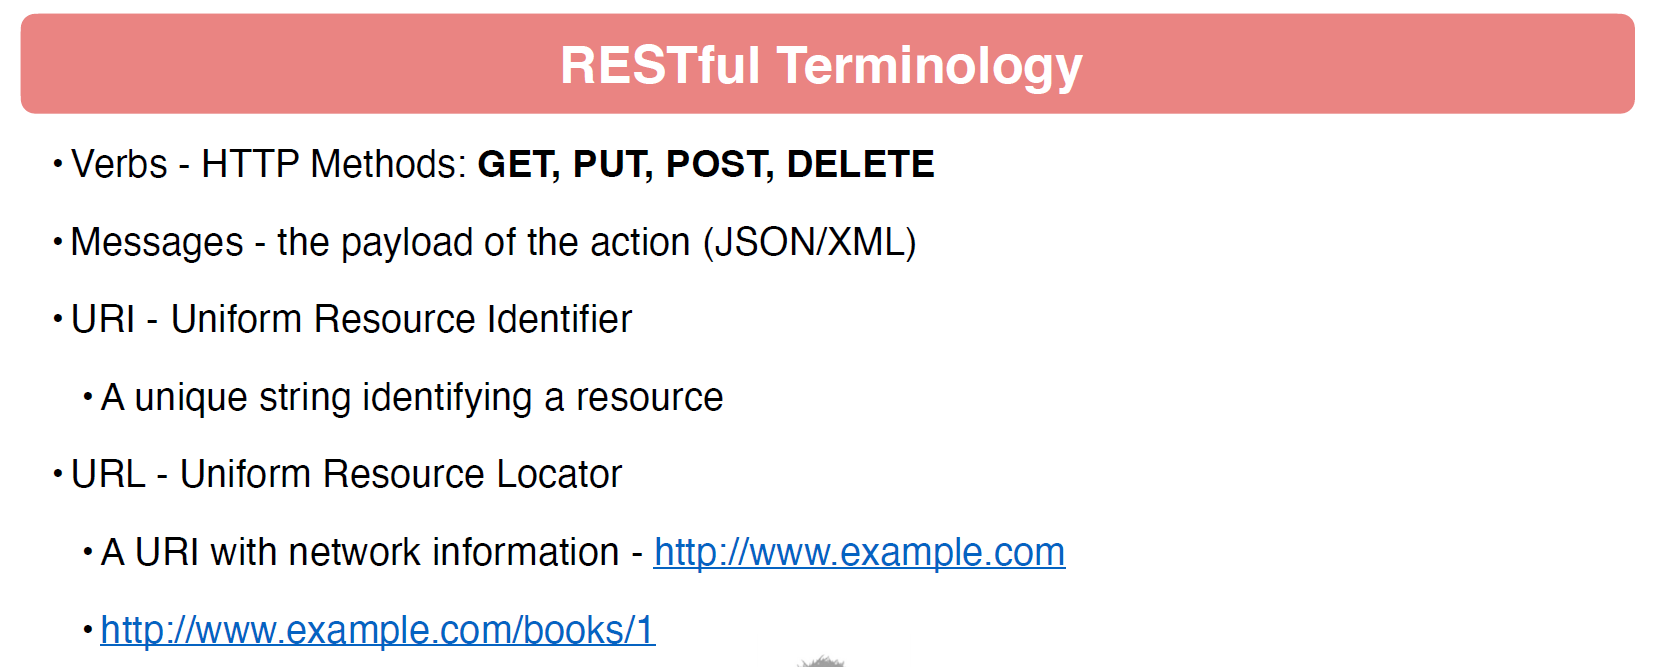 RESTful Terminology
• Verbs - HTTP Methods: GET, PUT, POST, DELETE
• Messages - the payload of the action (JSON/XML)
• URI - Uniform Resource Identifier
• A unique string identifying a resource
• URL - Uniform Resource Locator
• A URI with network information - http://www.example.com
• http://www.example.com/books/1